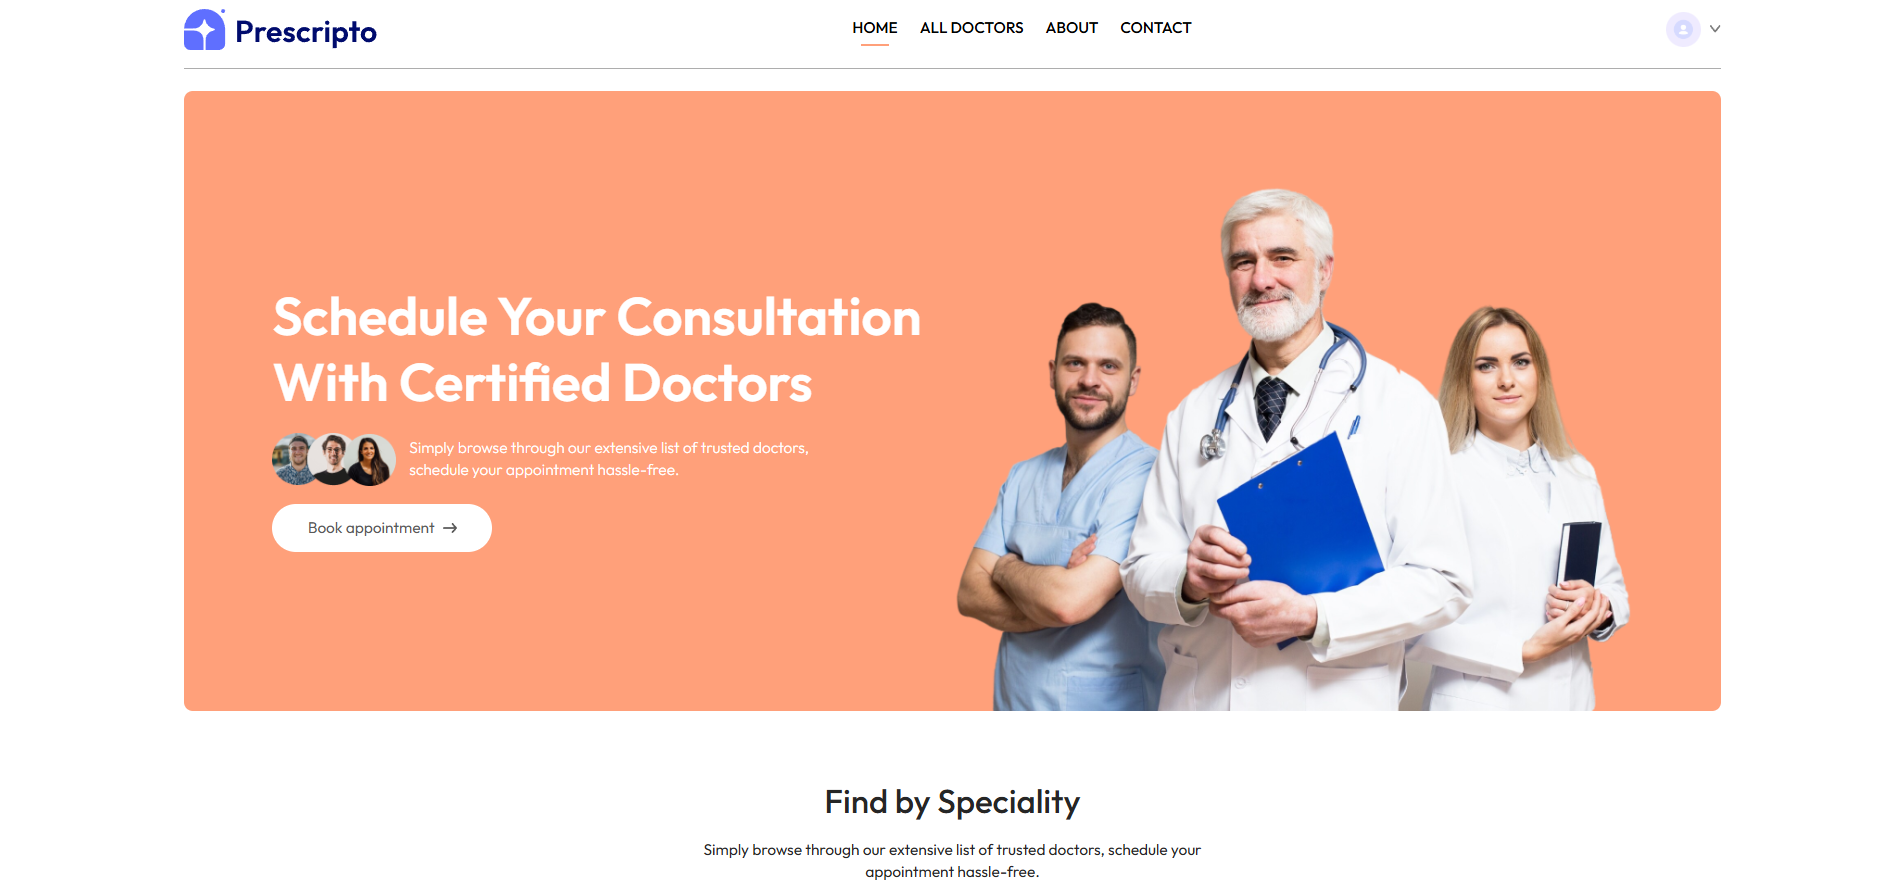 Prescripto
HOME
ALL DOCTORS
ABOUT
CONTACT
Schedule Your Consultation
With Certified Doctors
Simply browse through our extensive list of trusted doctors,
schedule your appointment hassle-free.
Book appointment →
Find by Speciality
Simply browse through our extensive list of trusted doctors, schedule your
appointment hassle-free.